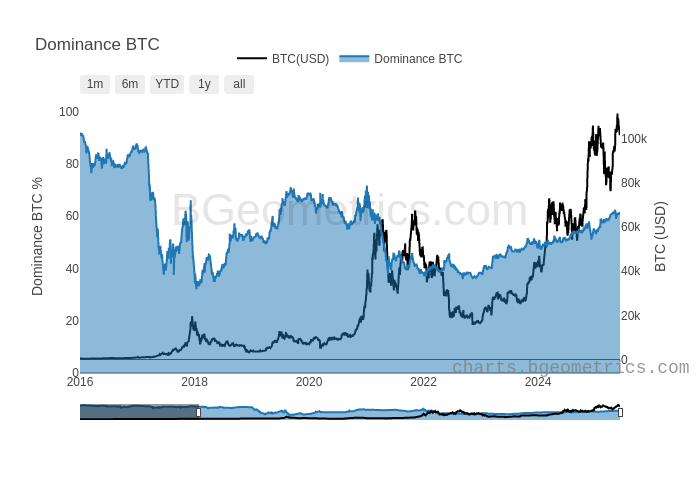 Dominance BTC
BTC(USD) Dominance BTC
1m 6m YTD 1y all
100
80
60
40
20
0
Dominance BTC %
100k
80k
60k
40k
20k
0
BTC (USD)
BGeometrics.com
charts.bgeometrics.com
2016 2018 2020 2022 2024